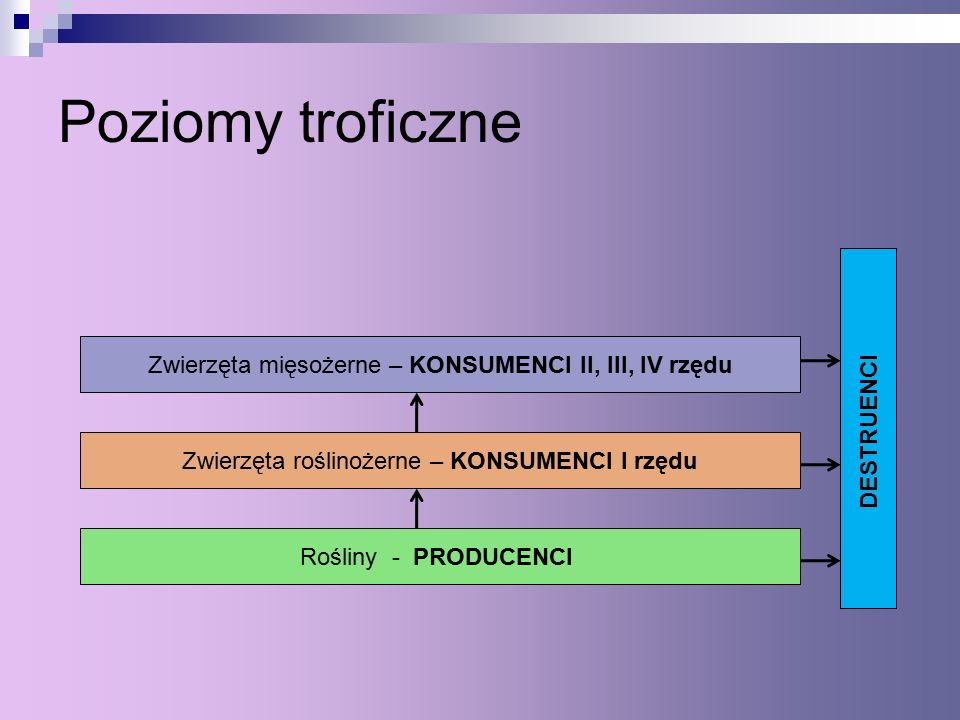 Poziomy troficzne
Zwierzęta mięsożerne – KONSUMENCI II, III, IV rzędu
Zwierzęta roślinożerne – KONSUMENCI I rzędu
Rośliny - PRODUCENCI
DESTRUENCI